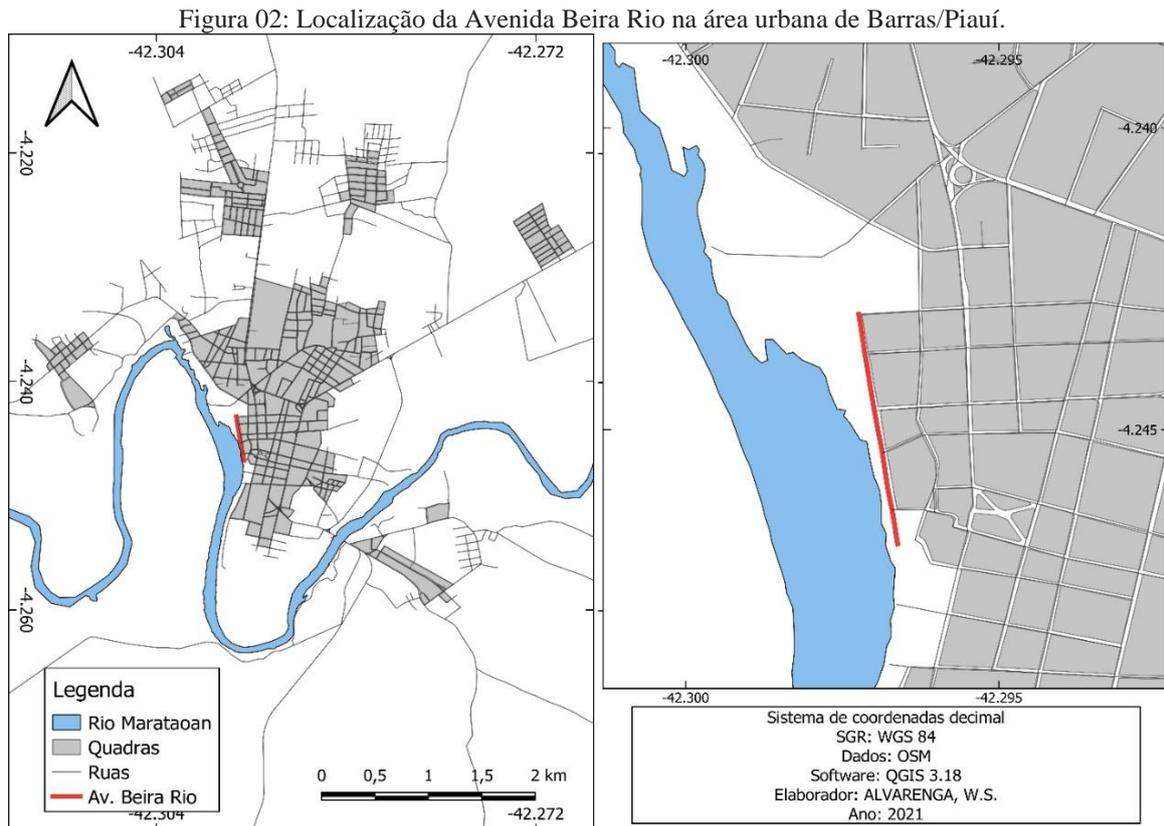 Figura 02: Localização da Avenida Beira Rio na área urbana de Barras/Piauí.
-42.304
-42.272
-4.220
-4.240
-4.260
Legenda
Rio Marataoan
Quadras
Ruas
Av. Beira Rio
0 0,5 1 1,5 2 km
-42.304
-42.272
-42.300
-42.295
-4.240
-4.245
-42.300
-42.295
Sistema de coordenadas decimal
SGR: WGS 84
Dados: OSM
Software: QGIS 3.18
Elaborador: ALVARENGA, W.S.
Ano: 2021